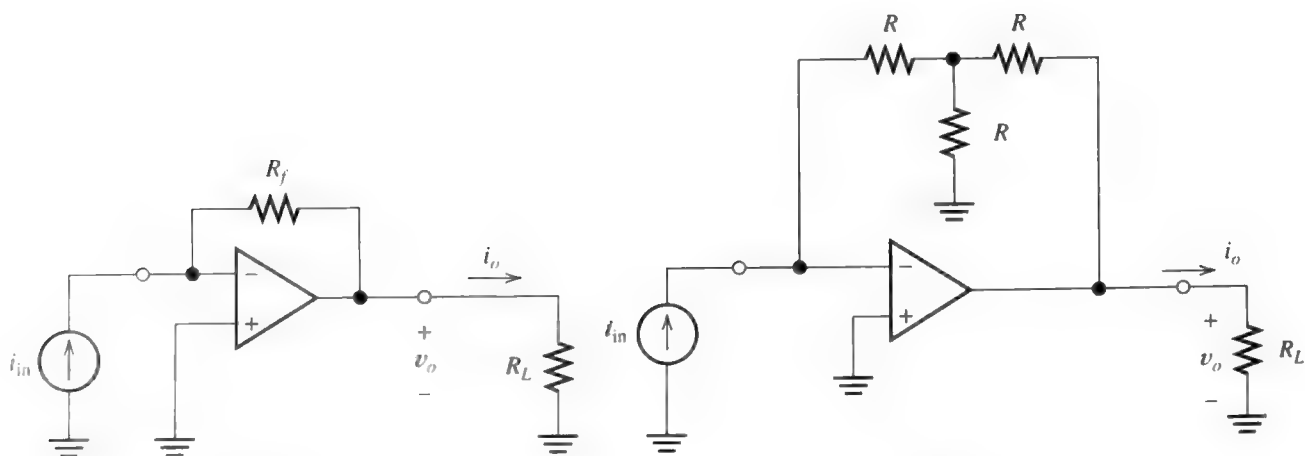 R R
R
R_f
− i_o − i_o
+ +
i_in + i_in +
v_o R_L v_o R_L
− −